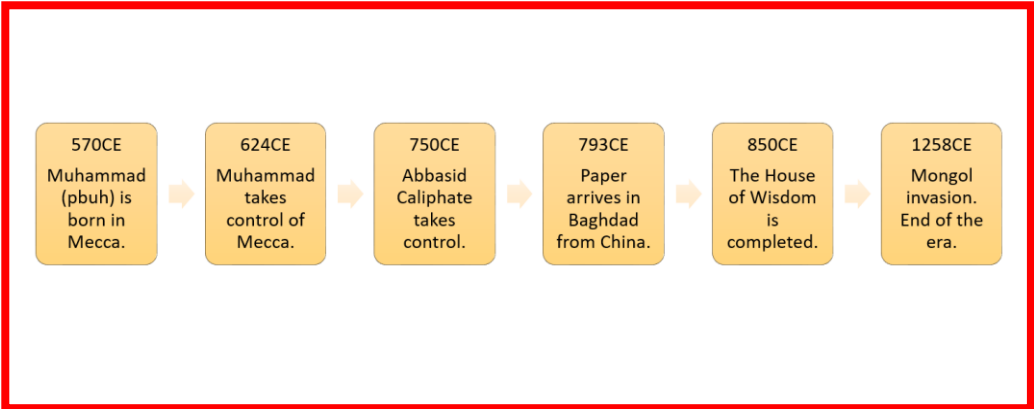 570CE
Muhammad
(pbuh) is
born in
Mecca.
624CE
Muhammad
takes
control of
Mecca.
750CE
Abbasid
Caliphate
takes
control.
793CE
Paper
arrives in
Baghdad
from China.
850CE
The House
of Wisdom
is
completed.
1258CE
Mongol
invasion.
End of the
era.